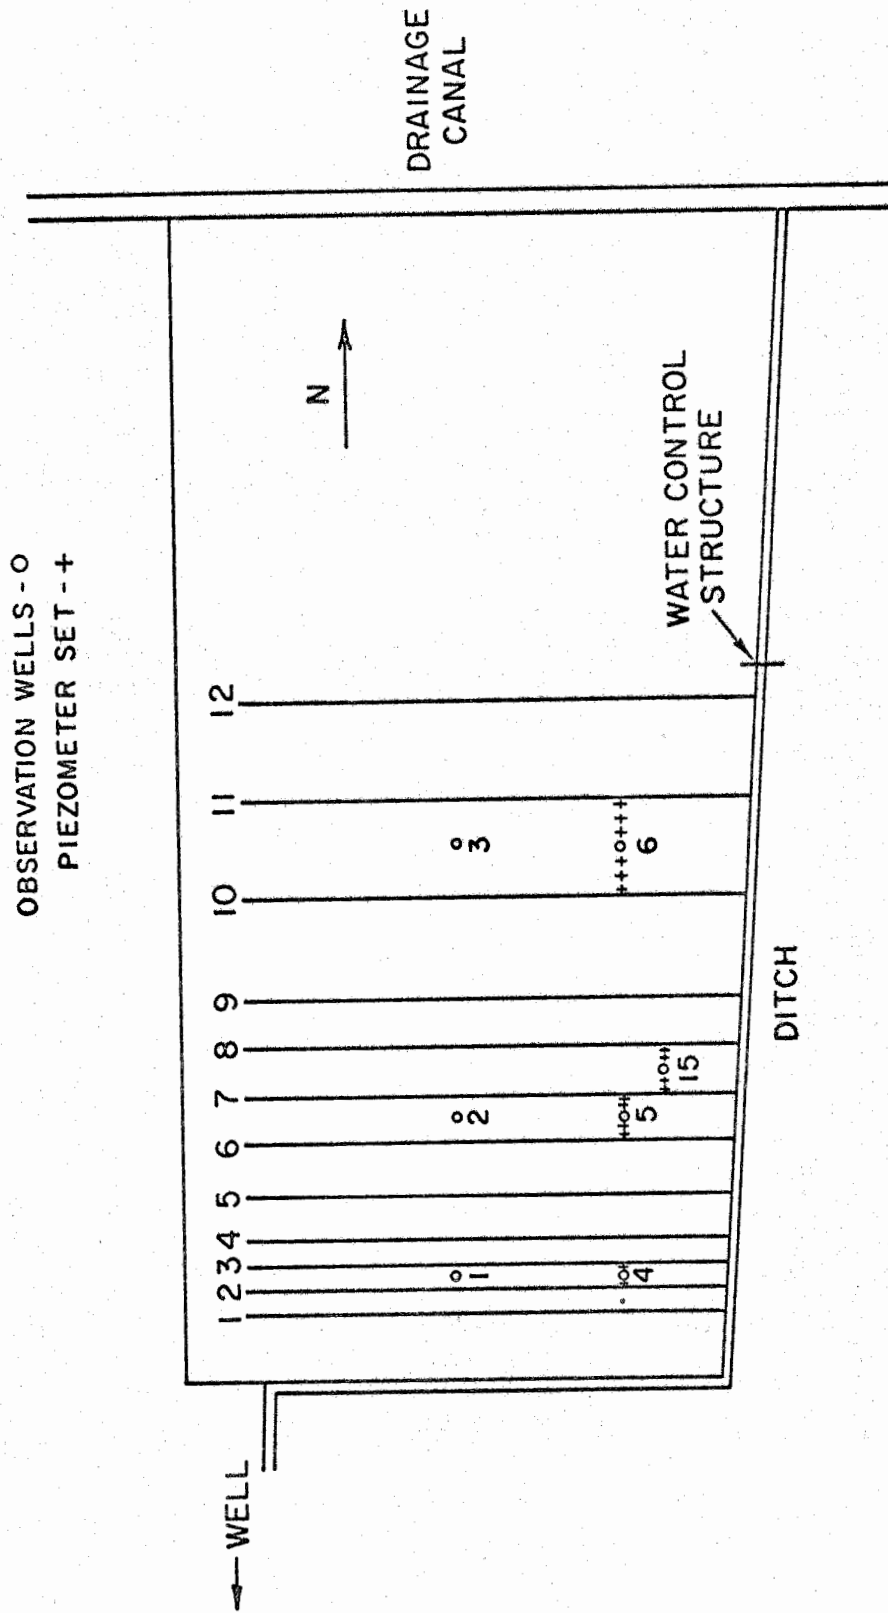 OBSERVATION WELLS - O
PIEZOMETER SET - +
DRAINAGE
CANAL
N
WATER CONTROL
STRUCTURE
1
2
3
4
5
6
7
8
9
10
11
12
1
2
3
4
5
15
6
DITCH
WELL